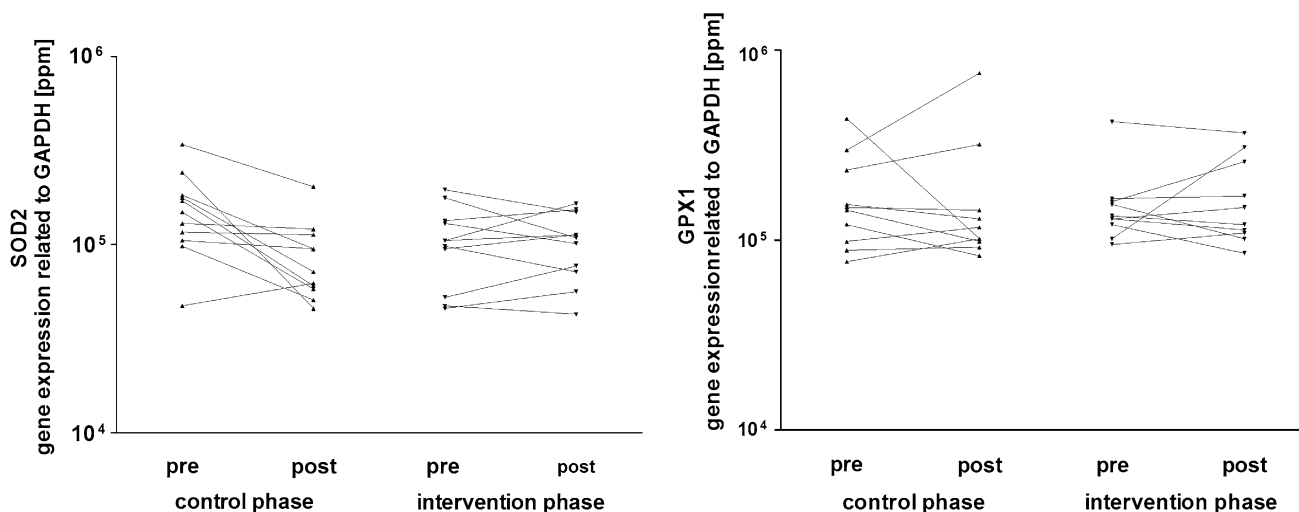 SOD2
gene expression related to GAPDH [ppm]
10⁶
10⁵
10⁴
pre post pre post
control phase intervention phase
GPX1
gene expressionrelated to GAPDH [ppm]
10⁶
10⁵
10⁴
pre post pre post
control phase intervention phase